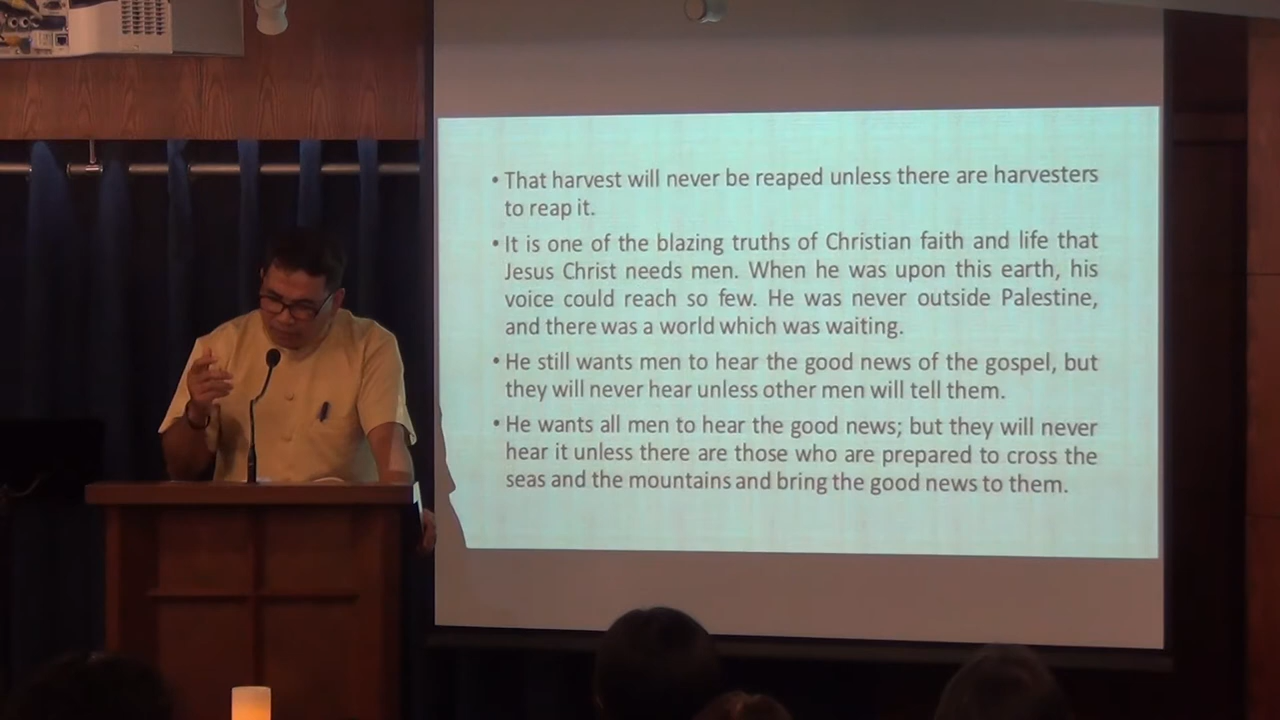 • That harvest will never be reaped unless there are harvesters
to reap it.
• It is one of the blazing truths of Christian faith and life that
Jesus Christ needs men. When he was upon this earth, his
voice could reach so few. He was never outside Palestine,
and there was a world which was waiting.
• He still wants men to hear the good news of the gospel, but
they will never hear unless other men will tell them.
• He wants all men to hear the good news; but they will never
hear it unless there are those who are prepared to cross the
seas and the mountains and bring the good news to them.